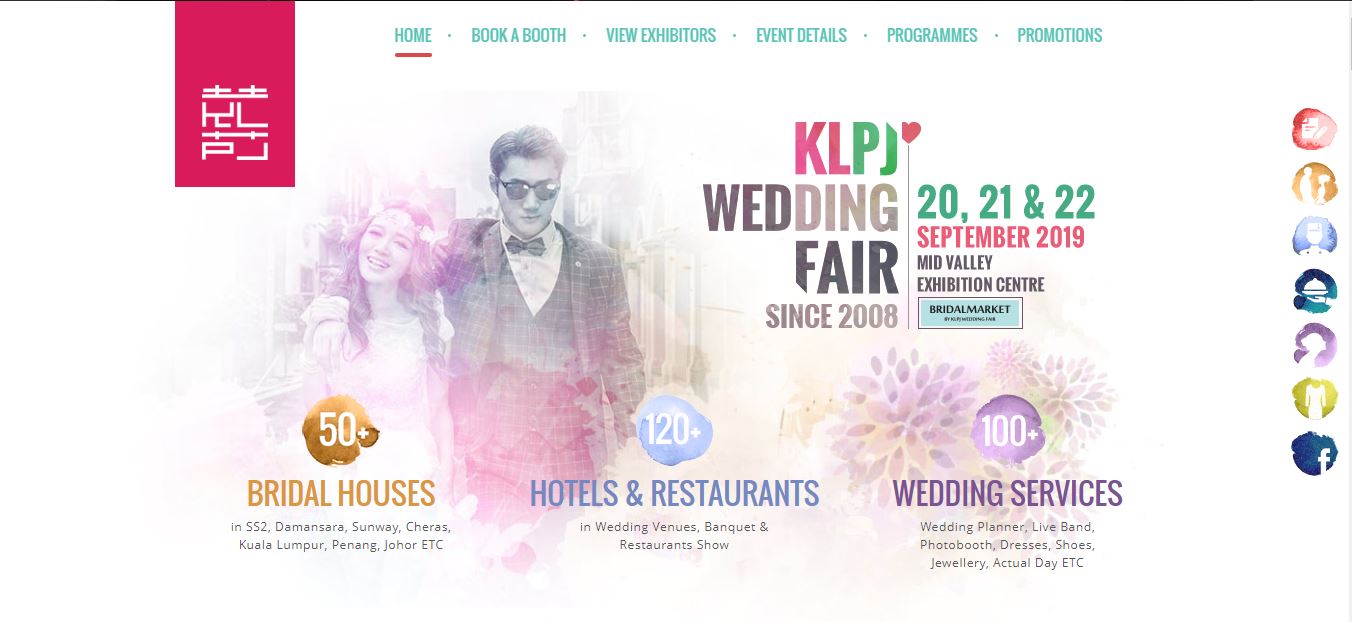 HOME · BOOK A BOOTH · VIEW EXHIBITORS · EVENT DETAILS · PROGRAMMES · PROMOTIONS
KLPJ
WEDDING
FAIR
SINCE 2008
20, 21 & 22
SEPTEMBER 2019
MID VALLEY
EXHIBITION CENTRE
BRIDALMARKET
BY KLPJ WEDDING FAIR
50+
BRIDAL HOUSES
in SS2, Damansara, Sunway, Cheras,
Kuala Lumpur, Penang, Johor ETC
120+
HOTELS & RESTAURANTS
in Wedding Venues, Banquet &
Restaurants Show
100+
WEDDING SERVICES
Wedding Planner, Live Band,
Photobooth, Dresses, Shoes,
Jewellery, Actual Day ETC
f